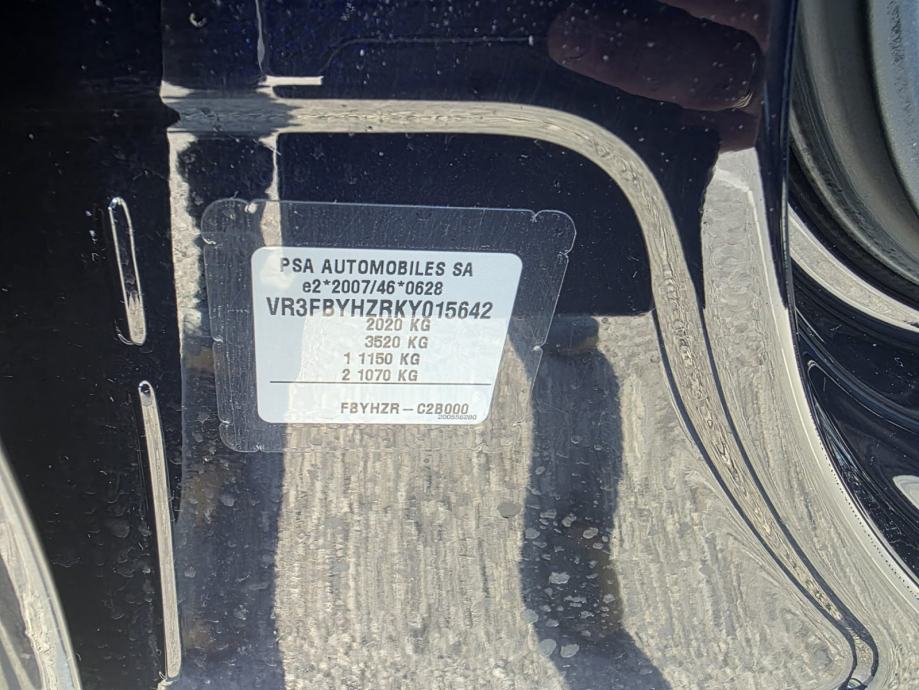 PSA AUTOMOBILES SA
e2*2007/46*0628
VR3FBYHZRKY015642
2020 KG
3520 KG
1 1150 KG
2 1070 KG
FBYHZR – C2B000
200556280